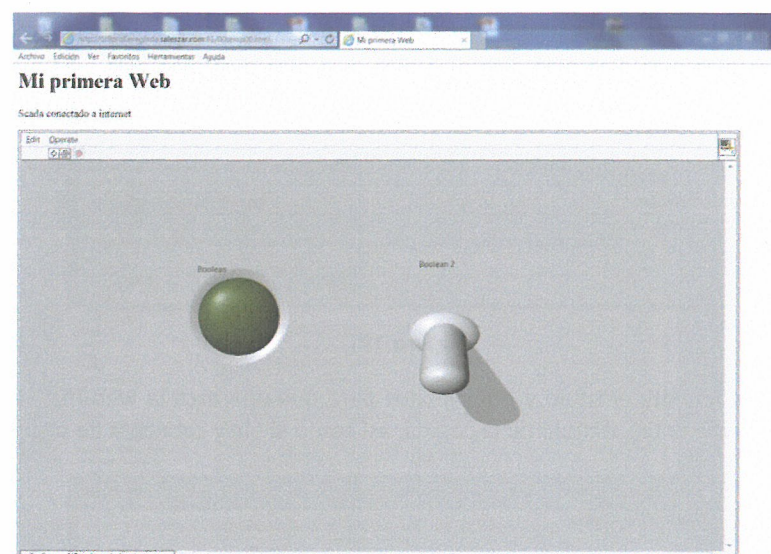 Mi primera Web
Archivo Edición Ver Favoritos Herramientas Ayuda
Mi primera Web
Scada conectado a internet
Edit Operate
Boolean
Boolean 2